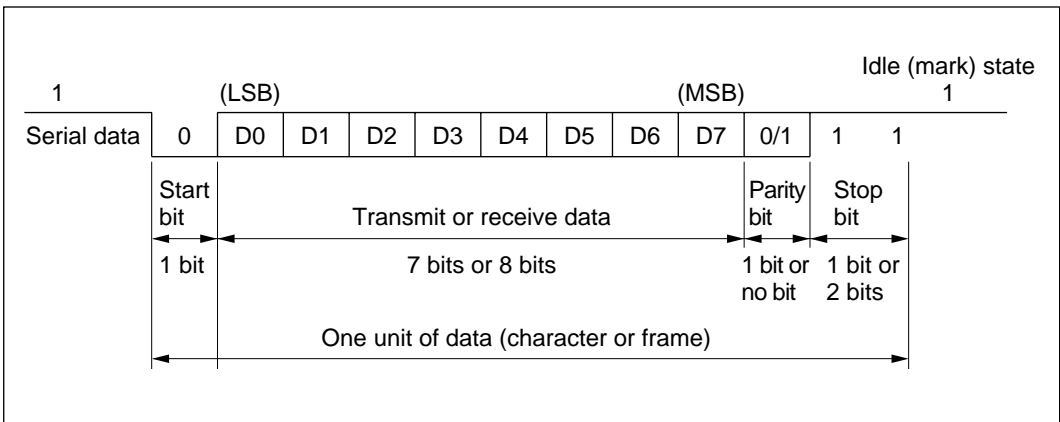 Idle (mark) state
1 (LSB) (MSB) 1
Serial data 0 D0 D1 D2 D3 D4 D5 D6 D7 0/1 1 1
Start Parity Stop
bit Transmit or receive data bit bit
1 bit 7 bits or 8 bits 1 bit or 1 bit or
no bit 2 bits
One unit of data (character or frame)